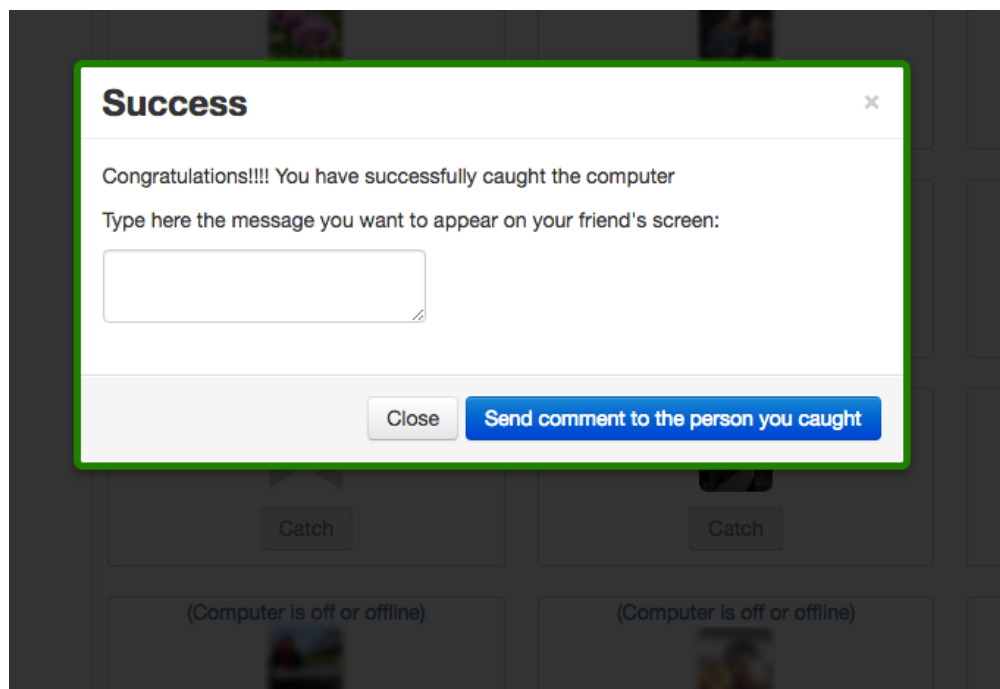 Success
×
Congratulations!!!! You have successfully caught the computer
Type here the message you want to appear on your friend's screen:
Close
Send comment to the person you caught
Catch
Catch
(Computer is off or offline)
(Computer is off or offline)